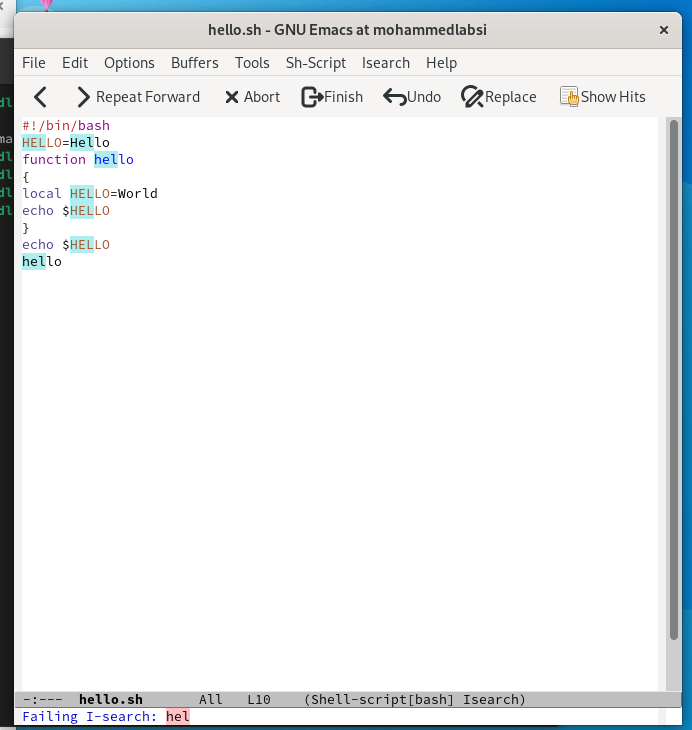 hello.sh - GNU Emacs at mohammedlabsi
File Edit Options Buffers Tools Sh-Script Isearch Help
Repeat Forward Abort Finish Undo Replace Show Hits
#!/bin/bash
HELLO=Hello
function hello
{
local HELLO=World
echo $HELLO
}
echo $HELLO
hello
-:--- hello.sh All L10 (Shell-script[bash] Isearch)
Failing I-search: hel